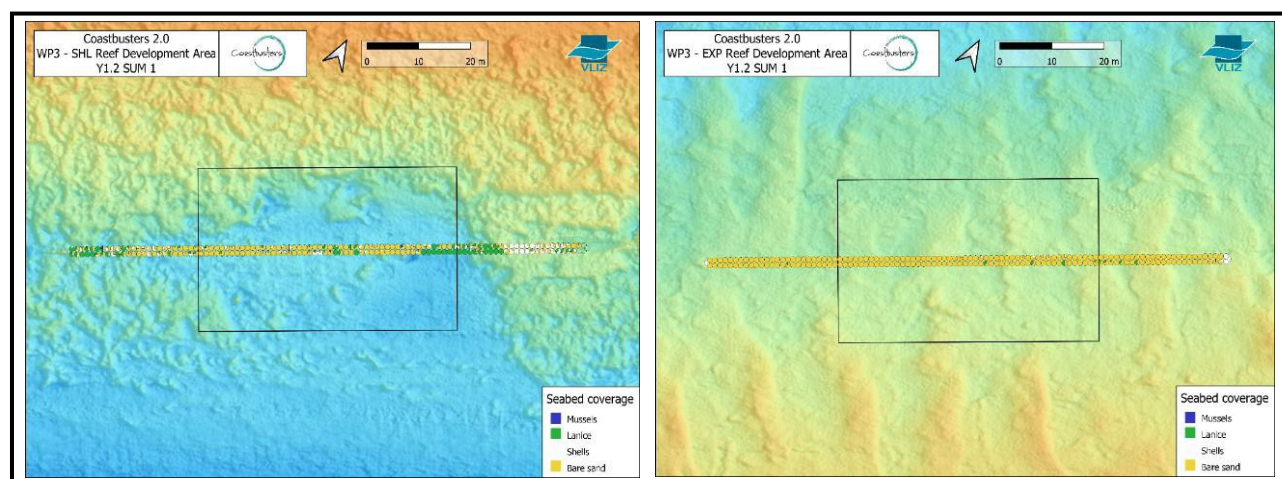 Coastbusters 2.0
WP3 - SHL Reef Development Area
Y1.2 SUM 1
Coastbusters
0 10 20 m
VLIZ
Seabed coverage
Mussels
Lanice
Shells
Bare sand
Coastbusters 2.0
WP3 - EXP Reef Development Area
Y1.2 SUM 1
Coastbusters
0 10 20 m
VLIZ
Seabed coverage
Mussels
Lanice
Shells
Bare sand